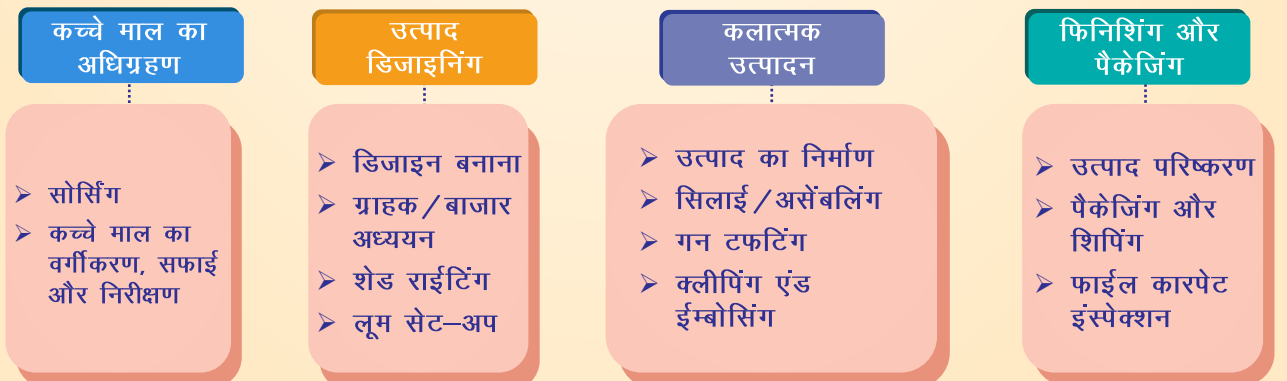 कच्चे माल का
अधिग्रहण
➢ सोर्सिंग
➢ कच्चे माल का
वर्गीकरण, सफाई
और निरीक्षण
उत्पाद
डिजाइनिंग
➢ डिजाइन बनाना
➢ ग्राहक/बाजार
अध्ययन
➢ शेड राईटिंग
➢ लूम सेट–अप
कलात्मक
उत्पादन
➢ उत्पाद का निर्माण
➢ सिलाई/असेंबलिंग
➢ गन टफटिंग
➢ क्लीपिंग एंड
ईम्बोसिंग
फिनिशिंग और
पैकेजिंग
➢ उत्पाद परिष्करण
➢ पैकेजिंग और
शिपिंग
➢ फाईल कारपेट
इंस्पेक्शन